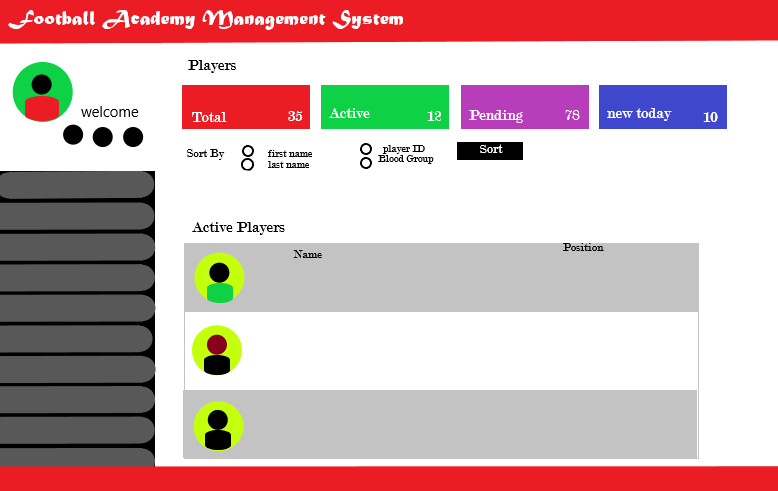 Football Academy Management System
Players
welcome
Total 35
Active 12
Pending 78
new today 10
Sort By
first name
last name
player ID
Blood Group
Sort
Active Players
Name
Position